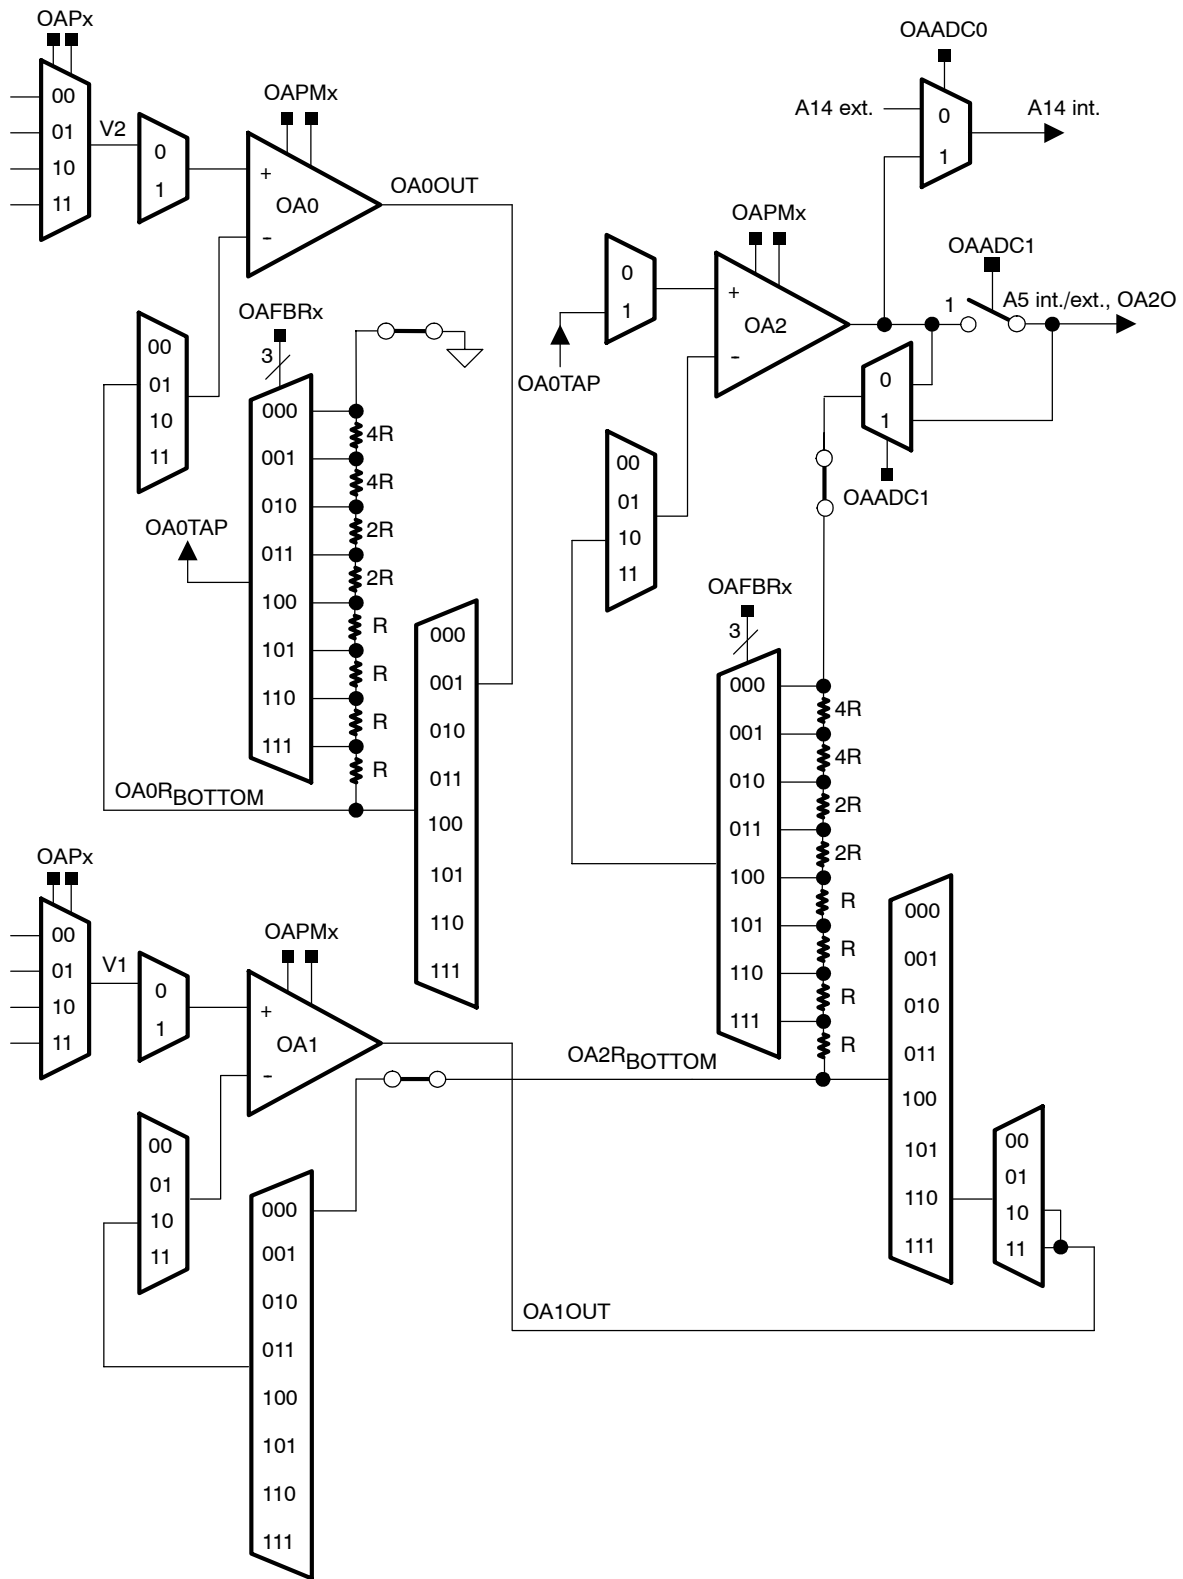 OAPx
00
01
10
11
V2
0
1
OAPMx
+
OA0
-
OA0OUT
00
01
10
11
OAFBRx
3
000
001
010
011
100
101
110
111
4R
4R
2R
2R
R
R
R
R
OA0TAP
OA0RBOTTOM
000
001
010
011
100
101
110
111
OAADC0
A14 ext.
0
1
A14 int.
OAPMx
0
1
OA0TAP
+
OA2
-
OAADC1
1
A5 int./ext., OA2O
0
1
OAADC1
00
01
10
11
OAFBRx
3
000
001
010
011
100
101
110
111
4R
4R
2R
2R
R
R
R
R
OA2RBOTTOM
000
001
010
011
100
101
110
111
00
01
10
11
OAPx
00
01
10
11
V1
0
1
OAPMx
+
OA1
-
00
01
10
11
000
001
010
011
100
101
110
111
OA1OUT